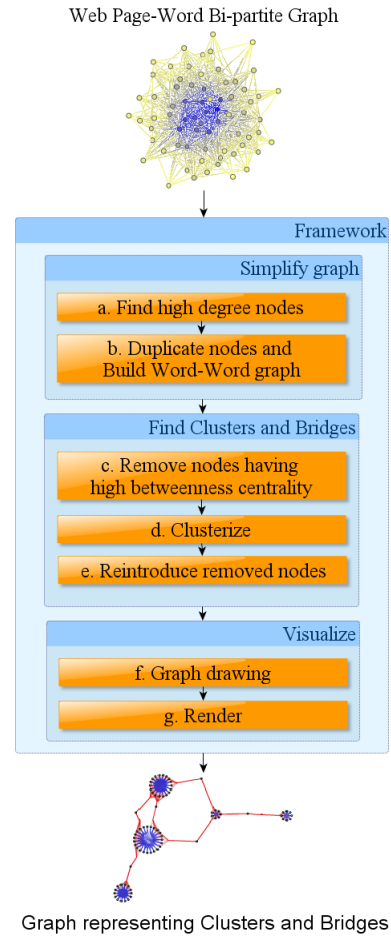 Web Page-Word Bi-partite Graph
Framework
Simplify graph
a. Find high degree nodes
b. Duplicate nodes and
Build Word-Word graph
Find Clusters and Bridges
c. Remove nodes having
high betweenness centrality
d. Clusterize
e. Reintroduce removed nodes
Visualize
f. Graph drawing
g. Render
Graph representing Clusters and Bridges